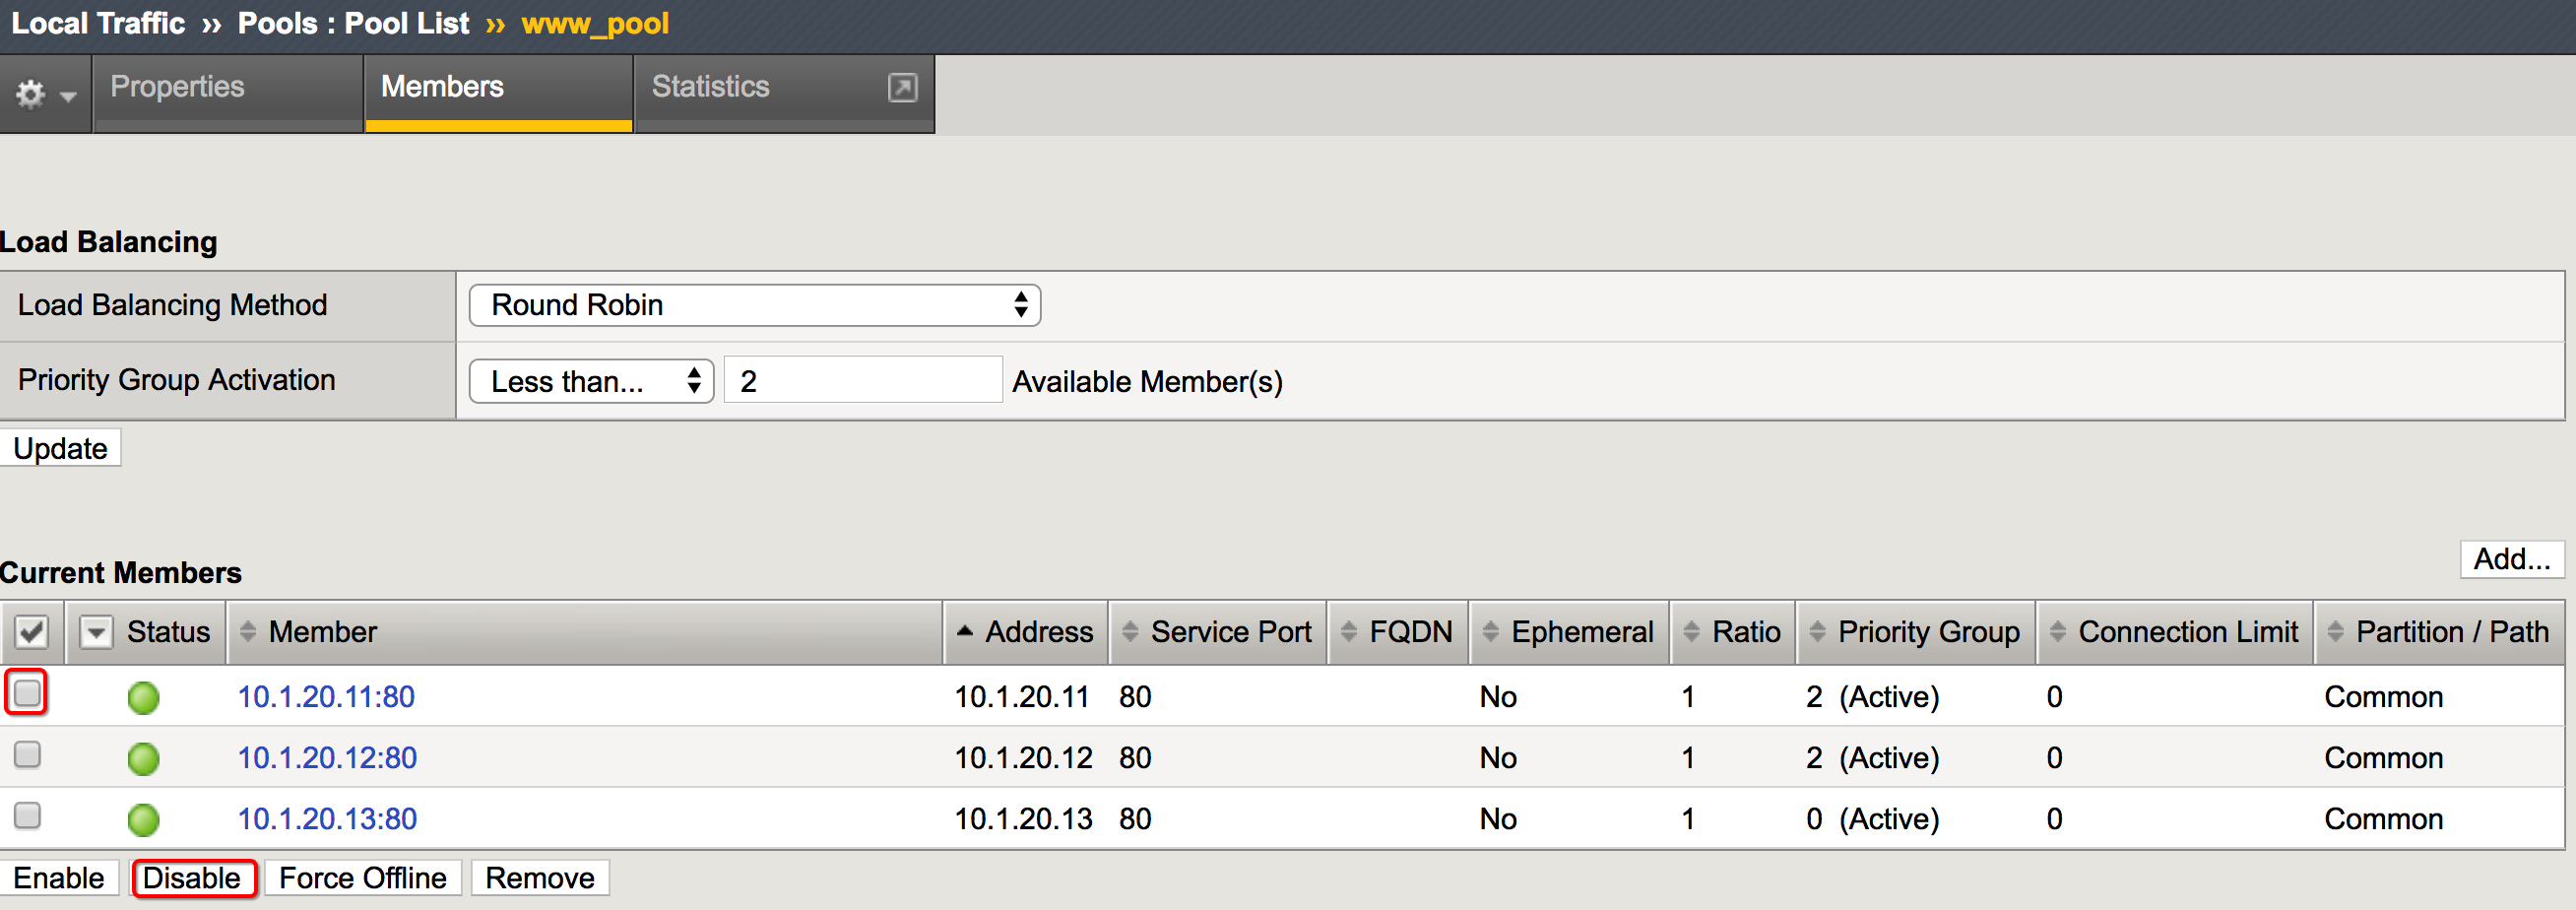 Local Traffic ›› Pools : Pool List ›› www_pool
Properties Members Statistics
Load Balancing
Load Balancing Method Round Robin
Priority Group Activation Less than... 2 Available Member(s)
Update
Current Members Add...
Status Member Address Service Port FQDN Ephemeral Ratio Priority Group Connection Limit Partition / Path
10.1.20.11:80 10.1.20.11 80 No 1 2 (Active) 0 Common
10.1.20.12:80 10.1.20.12 80 No 1 2 (Active) 0 Common
10.1.20.13:80 10.1.20.13 80 No 1 0 (Active) 0 Common
Enable Disable Force Offline Remove